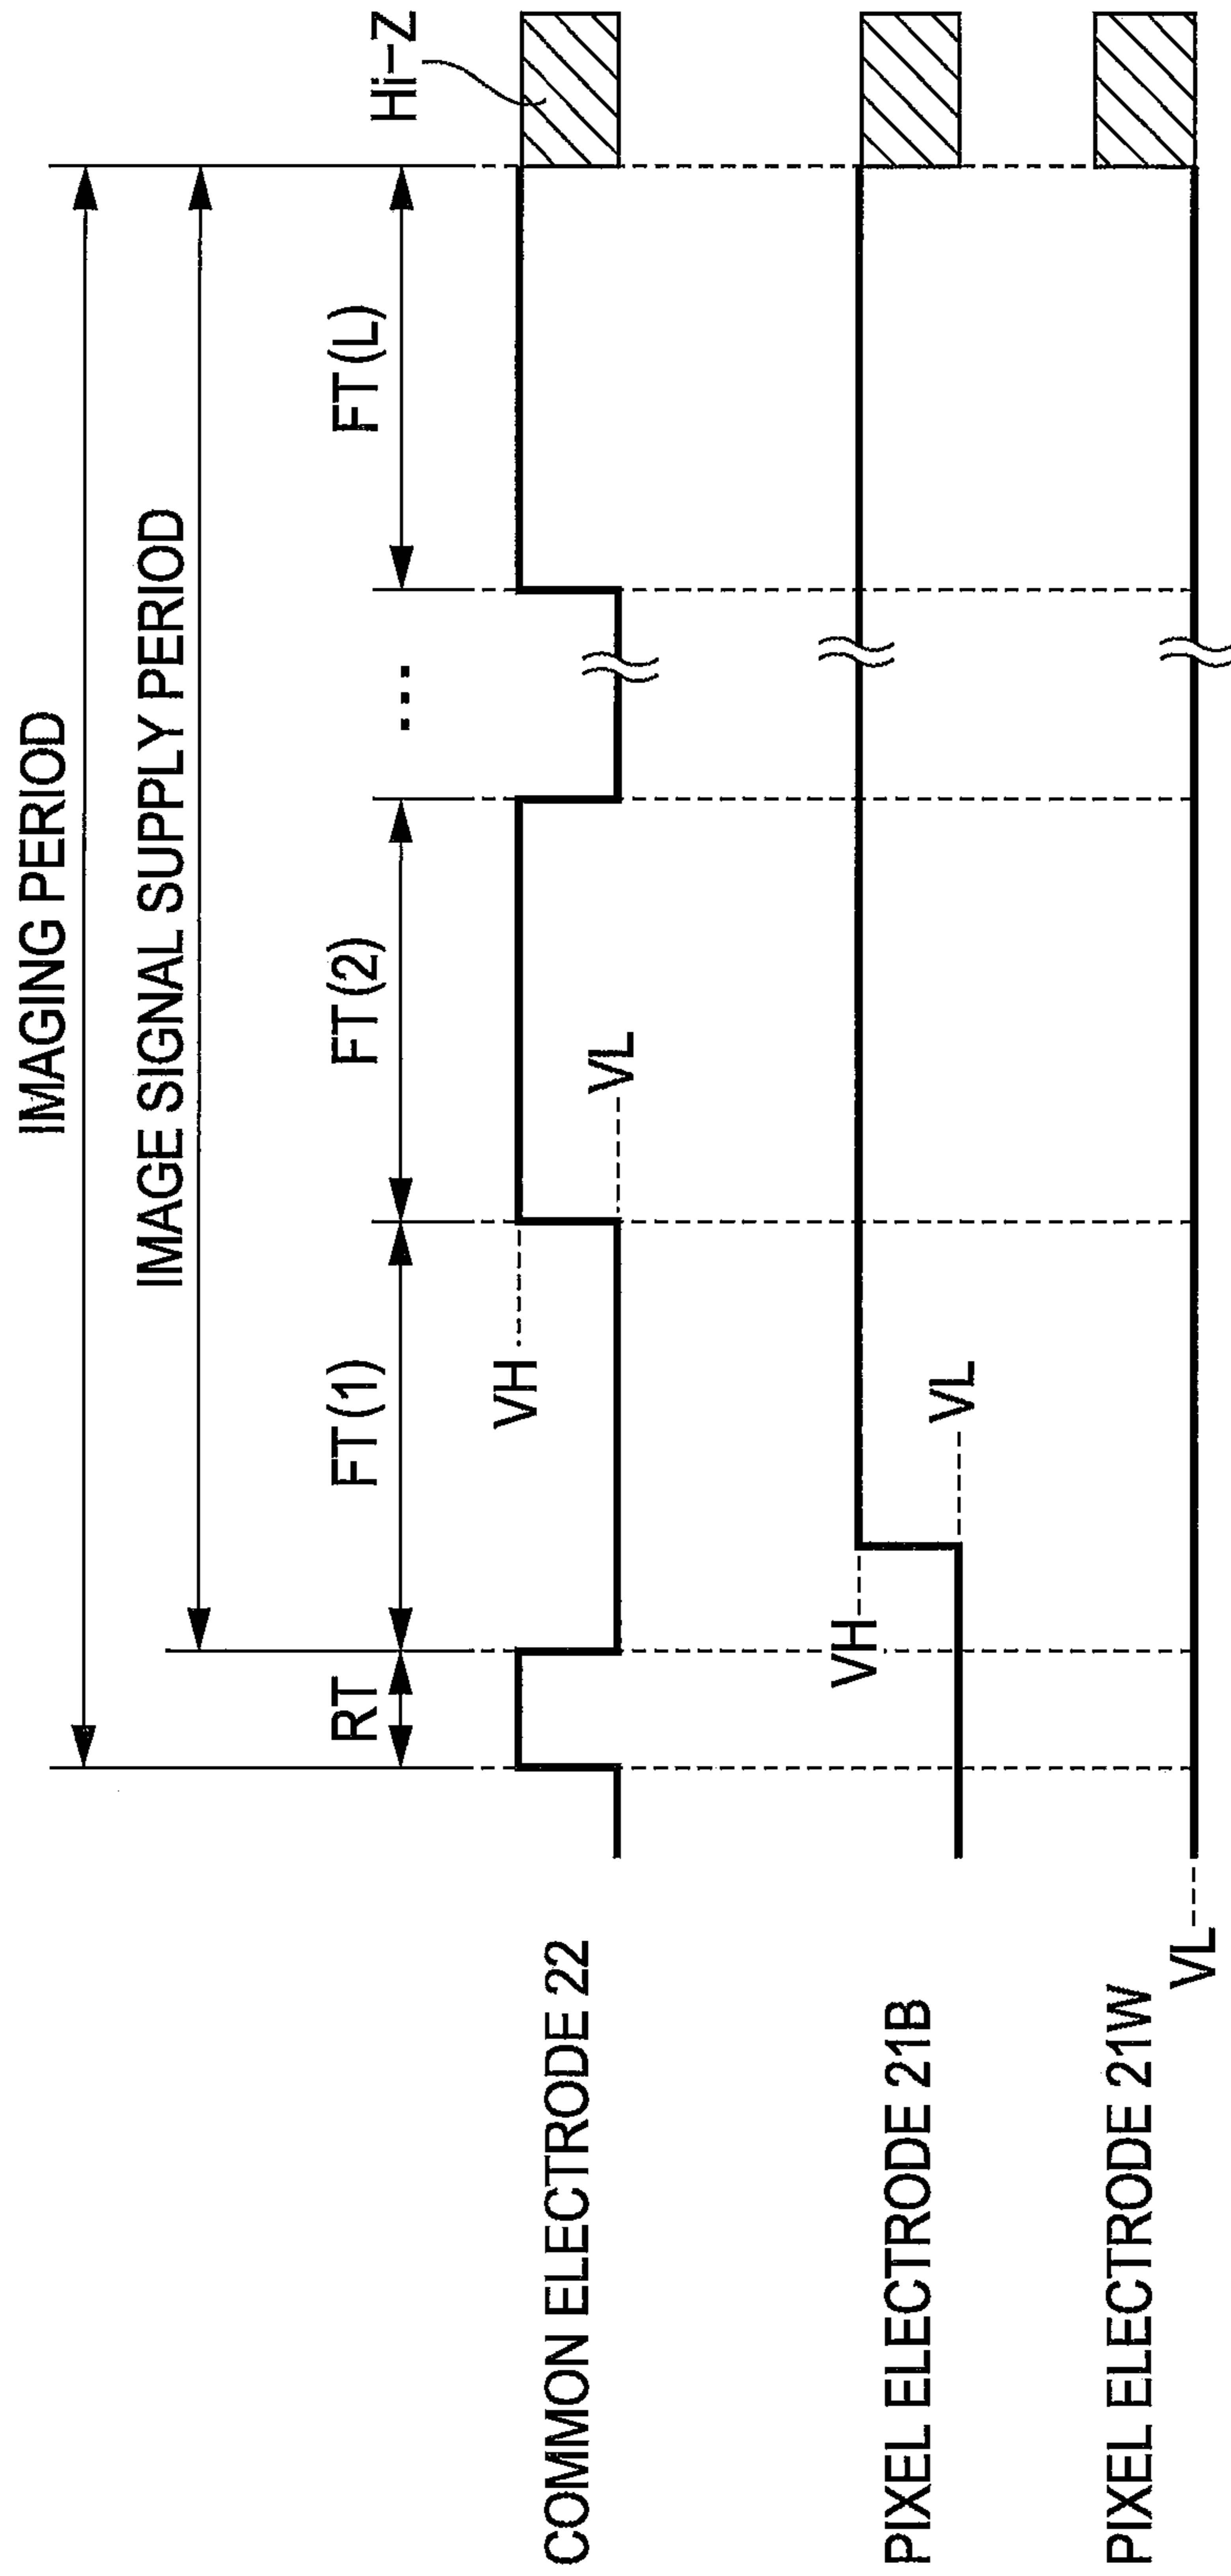 IMAGING PERIOD
IMAGE SIGNAL SUPPLY PERIOD
RT
FT(1)
FT(2)
...
FT(L)
Hi-Z
COMMON ELECTRODE 22
VH
VL
PIXEL ELECTRODE 21B
VH
VL
PIXEL ELECTRODE 21W
VL